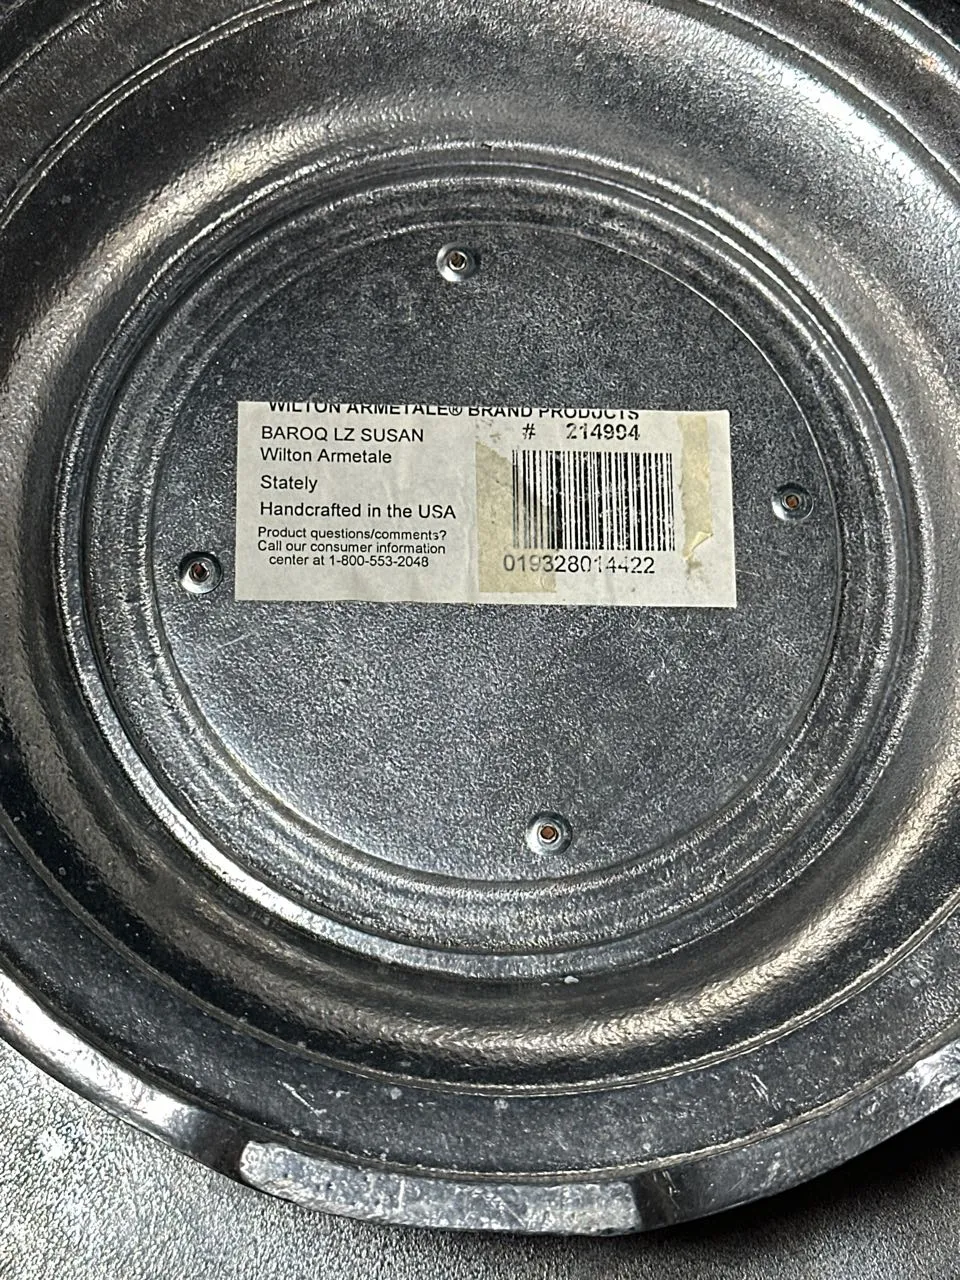 WILTON ARMETALE® BRAND PRODUCTS
BAROQ LZ SUSAN
Wilton Armetale
Stately
Handcrafted in the USA
Product questions/comments?
Call our consumer information
center at 1-800-553-2048
# 214994
019328014422